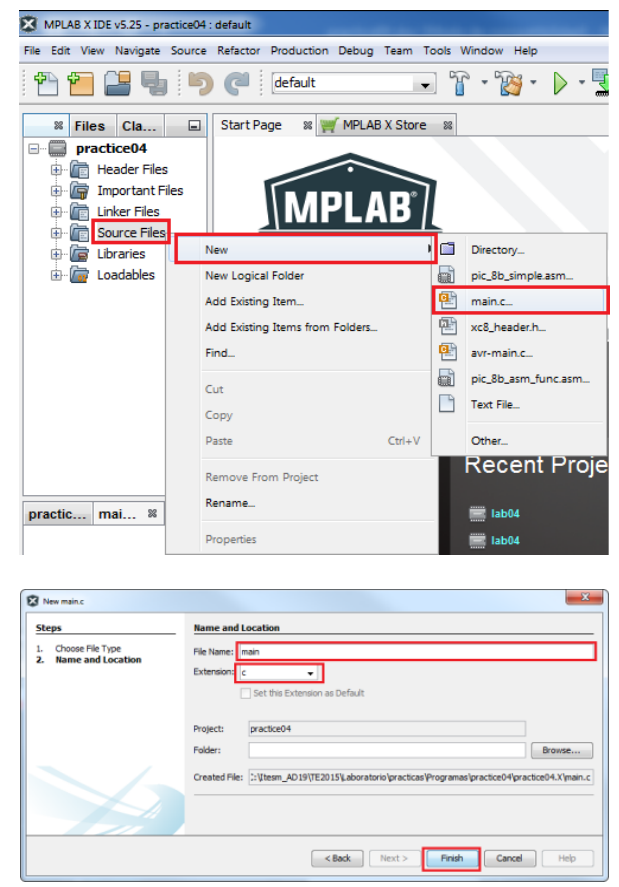 MPLAB X IDE v5.25 - practice04 : default
File Edit View Navigate Source Refactor Production Debug Team Tools Window Help
default
Files Cla... Start Page MPLAB X Store
practice04
Header Files
Important Files
Linker Files
Source Files
Libraries
Loadables
MPLAB®
New
New Logical Folder
Add Existing Item...
Add Existing Items from Folders...
Find...
Cut
Copy
Paste Ctrl+V
Remove From Project
Rename...
Properties
Directory...
pic_8b_simple.asm...
main.c...
xc8_header.h...
avr-main.c...
pic_8b_asm_func.asm...
Text File...
Other...
Recent Proje
lab04
lab04
practic... mai...
New main.c
Steps
1. Choose File Type
2. Name and Location
Name and Location
File Name: main
Extension: c
Set this Extension as Default
Project: practice04
Folder: Browse...
Created File: :\Itesm_AD19\TE2015\Laboratorio\practicas\Programas\practice04\practice04.X\main.c
< Back Next > Finish Cancel Help